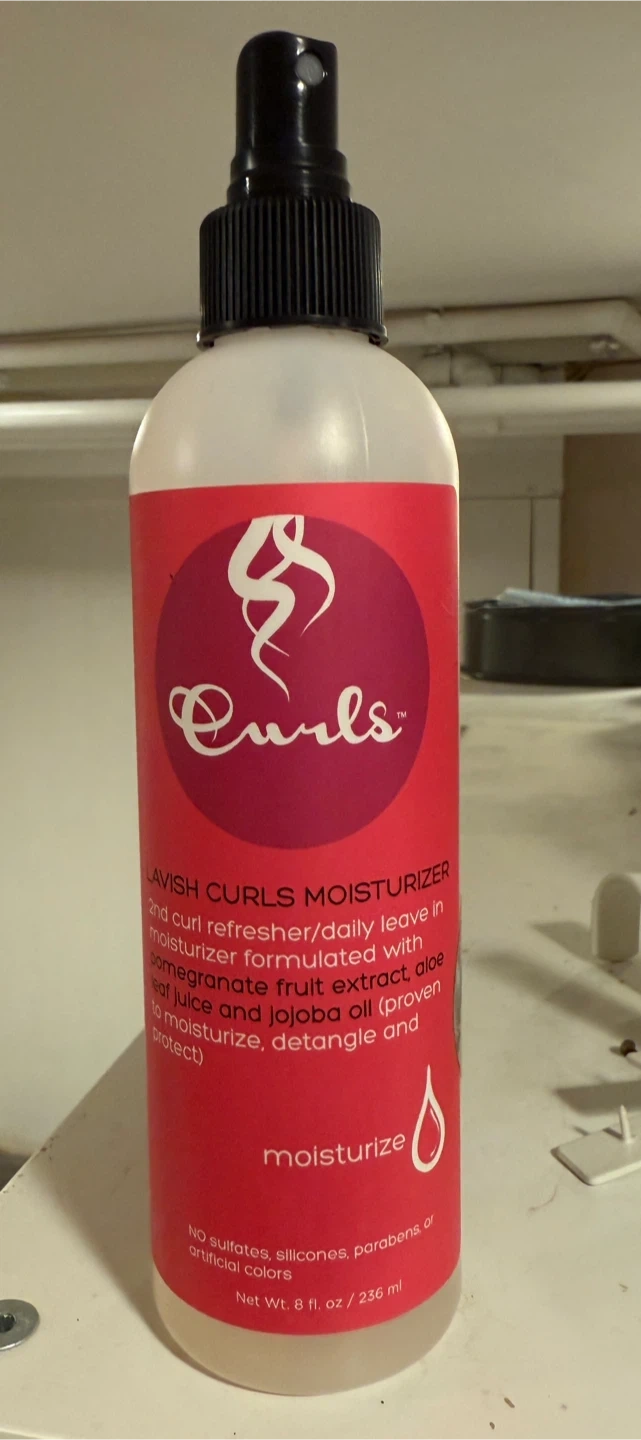 Curls™
LAVISH CURLS MOISTURIZER
2nd curl refresher/daily leave in
moisturizer formulated with
pomegranate fruit extract, aloe
leaf juice and jojoba oil (proven
to moisturize, detangle and
protect)
moisturize
NO sulfates, silicones, parabens, or
artificial colors
Net Wt. 8 fl. oz / 236 ml